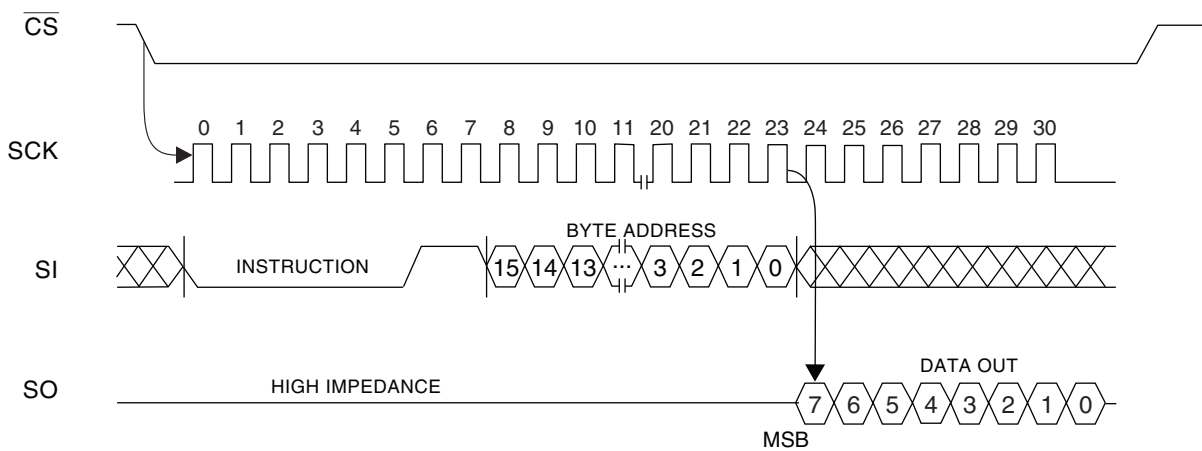 CS
SCK
0 1 2 3 4 5 6 7 8 9 10 11 20 21 22 23 24 25 26 27 28 29 30
BYTE ADDRESS
SI
INSTRUCTION
15 14 13 ... 3 2 1 0
DATA OUT
SO
HIGH IMPEDANCE
7 6 5 4 3 2 1 0
MSB